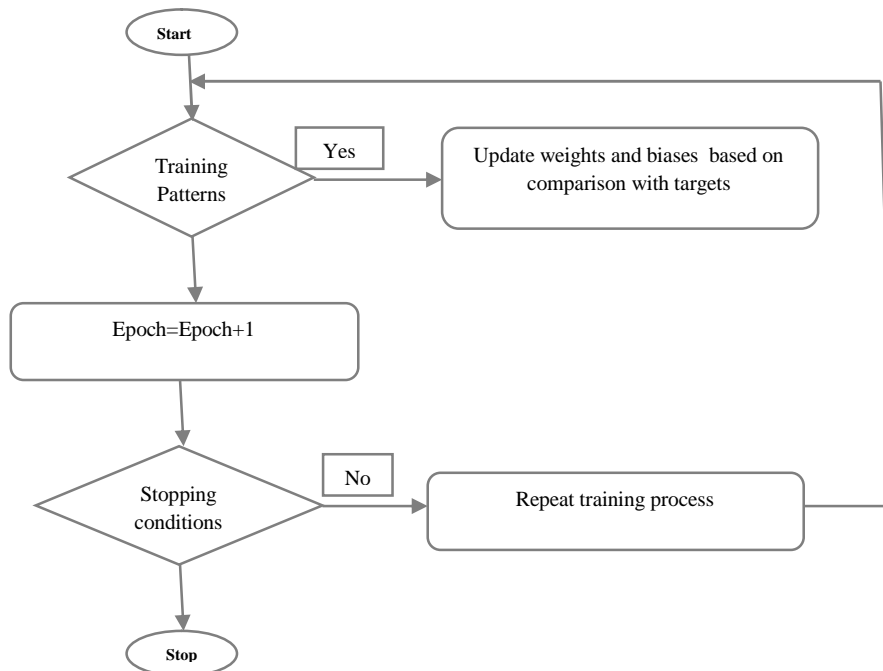 Start
Yes
Training
Patterns
Update weights and biases based on
comparison with targets
Epoch=Epoch+1
No
Stopping
conditions
Repeat training process
Stop